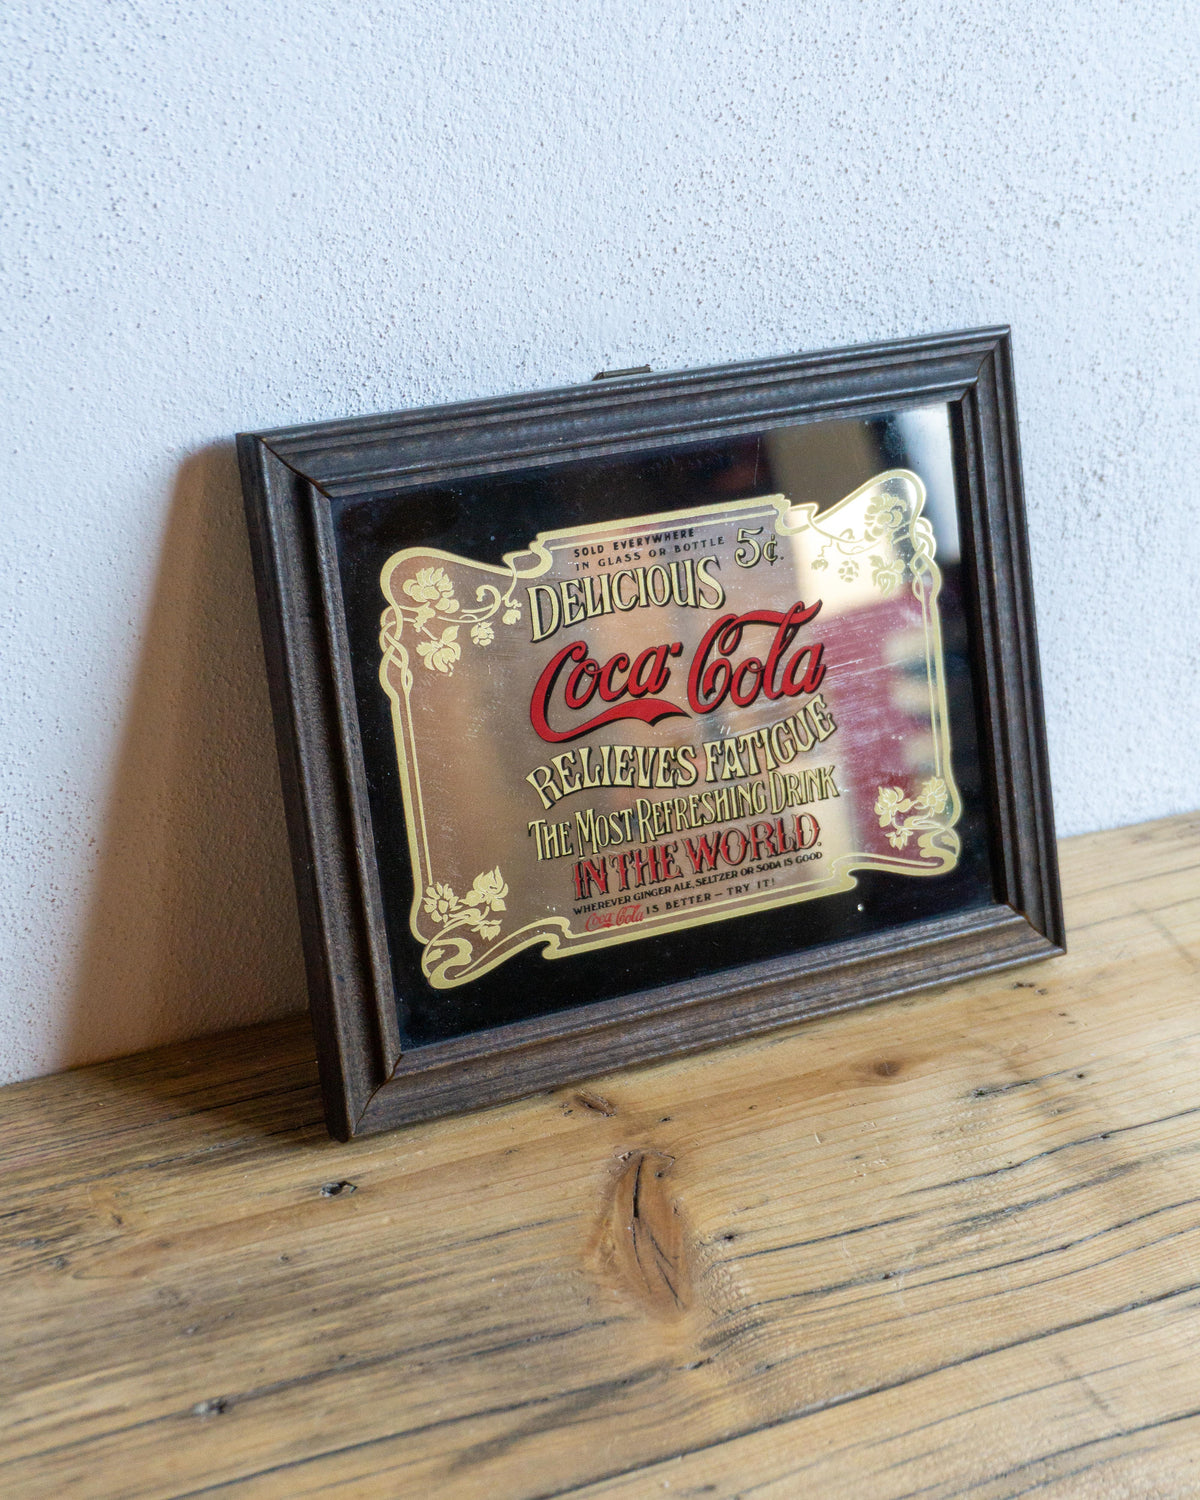 SOLD EVERYWHERE
IN GLASS OR BOTTLE
5¢.
DELICIOUS
Coca-Cola
RELIEVES FATIGUE
THE MOST REFRESHING DRINK
IN THE WORLD.
WHEREVER GINGER ALE, SELTZER OR SODA IS GOOD
Coca-Cola IS BETTER – TRY IT!